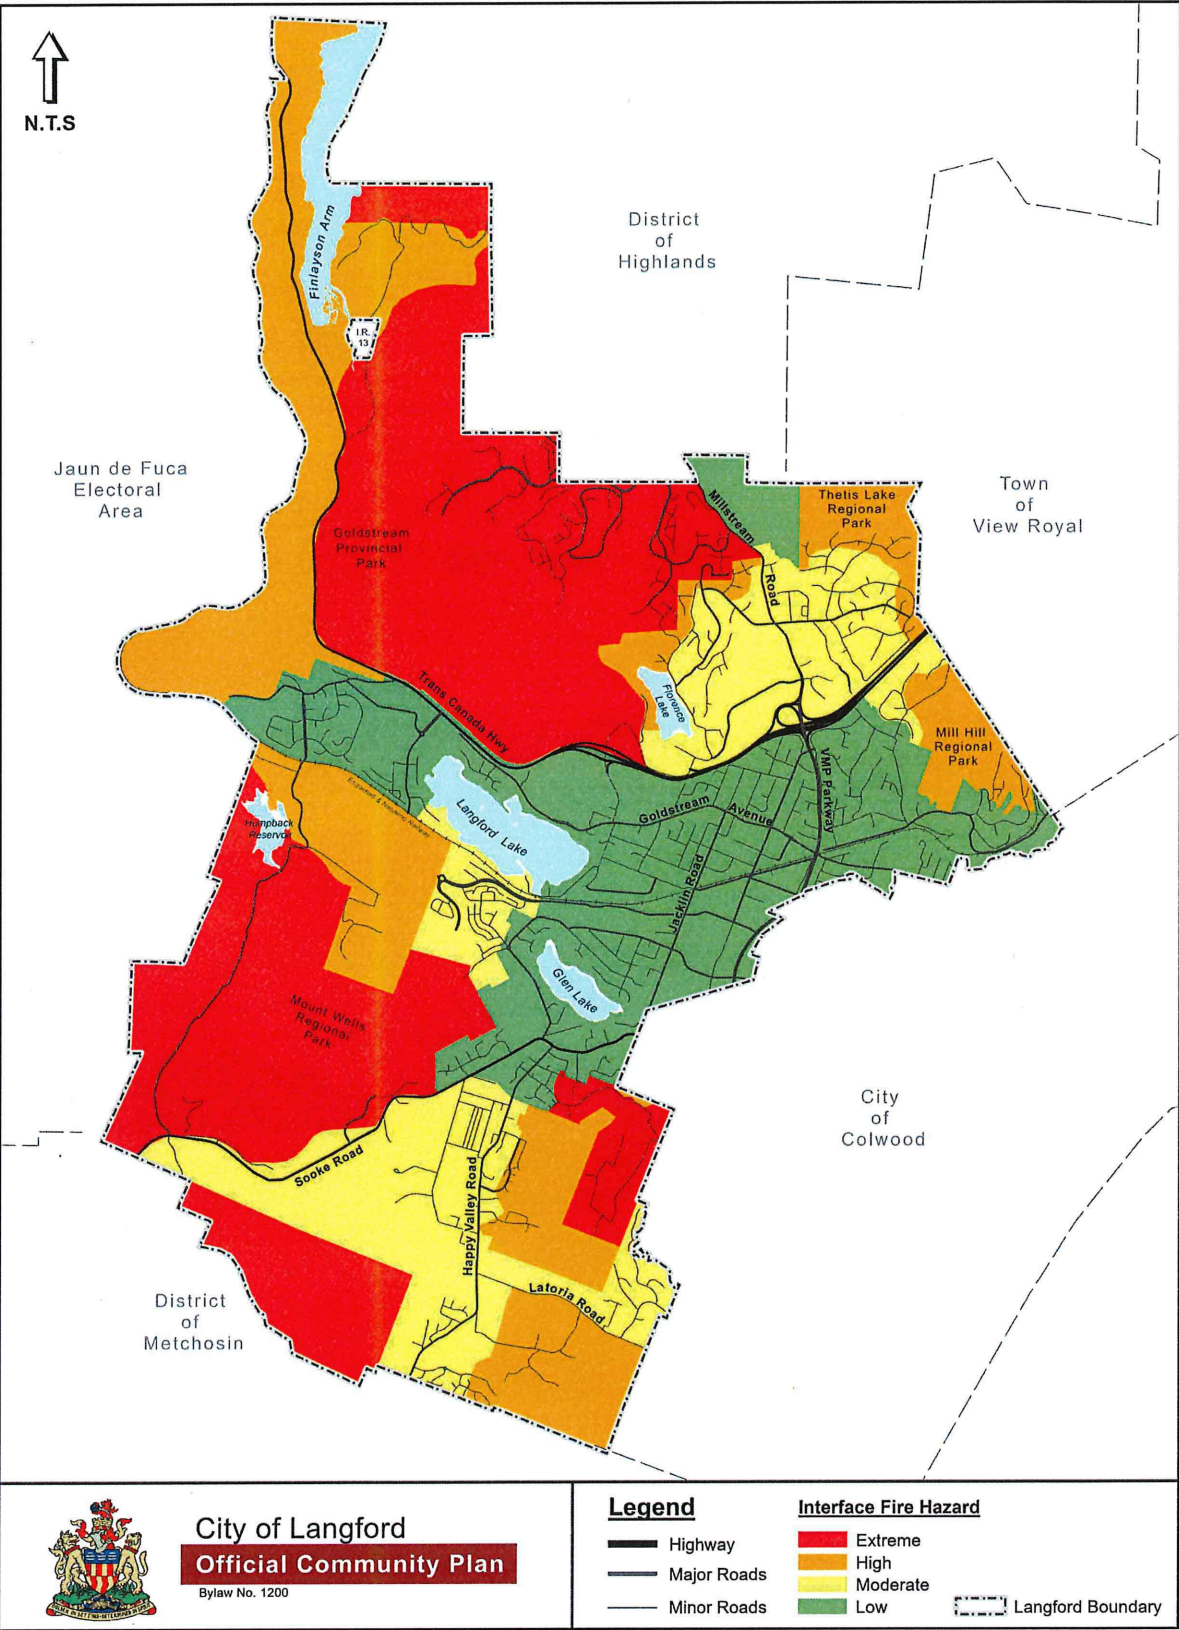 N.T.S
Finlayson Arm
District
of
Highlands
I.R.
13
Jaun de Fuca
Electoral
Area
Town
of
View Royal
Thetis Lake
Regional
Park
Millstream
Road
Goldstream
Provincial
Park
Trans Canada Hwy
Florence
Lake
Mill Hill
Regional
Park
VMP Parkway
Goldstream Avenue
Humpback
Reservoir
Esquimalt & Nanaimo Railway
Langford Lake
Jacklin Road
Glen Lake
Mount Wells
Regional
Park
City
of
Colwood
Sooke Road
Happy Valley Road
Latoria Road
District
of
Metchosin
City of Langford
Official Community Plan
Bylaw No. 1200
Legend
Highway
Major Roads
Minor Roads
Interface Fire Hazard
Extreme
High
Moderate
Low
Langford Boundary